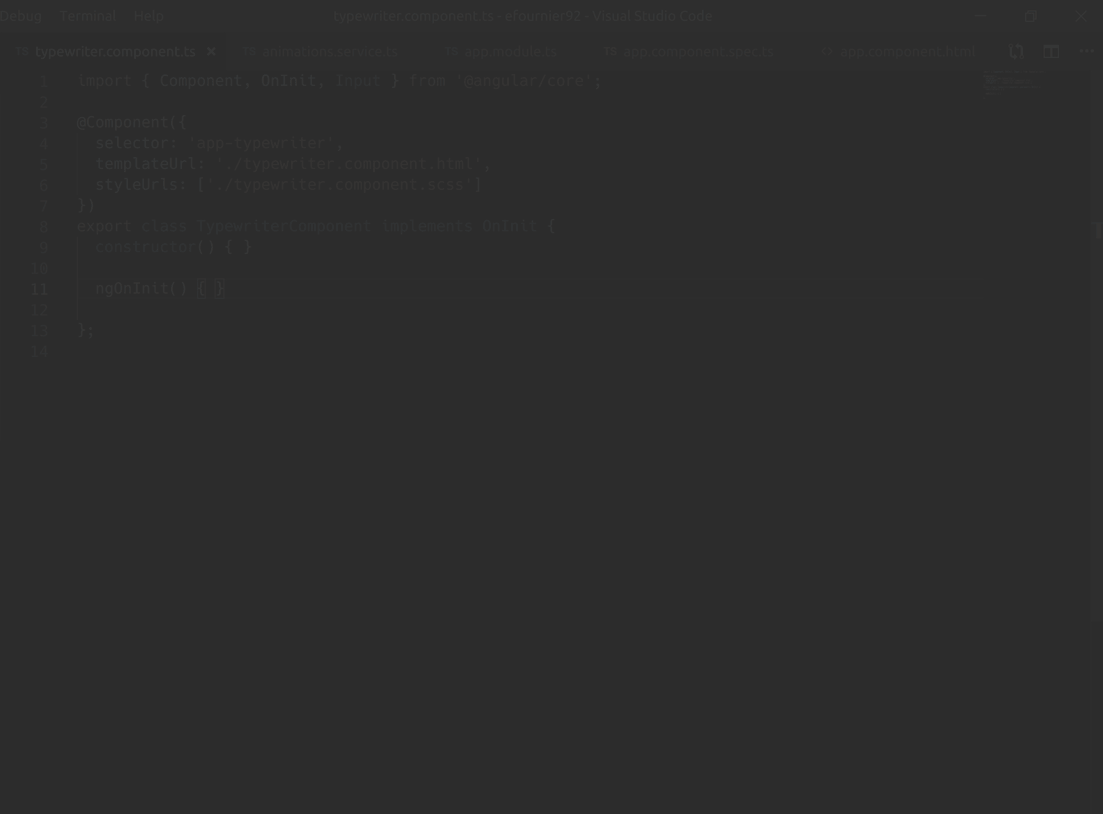 Debug Terminal Help typewriter.component.ts - efournier92 - Visual Studio Code
TS typewriter.component.ts × TS animations.service.ts TS app.module.ts TS app.component.spec.ts app.component.html
1 import { Component, OnInit, Input } from '@angular/core';
2
3 @Component({
4 selector: 'app-typewriter',
5 templateUrl: './typewriter.component.html',
6 styleUrls: ['./typewriter.component.scss']
7 })
8 export class TypewriterComponent implements OnInit {
9 constructor() { }
10
11 ngOnInit() { }
12
13 };
14